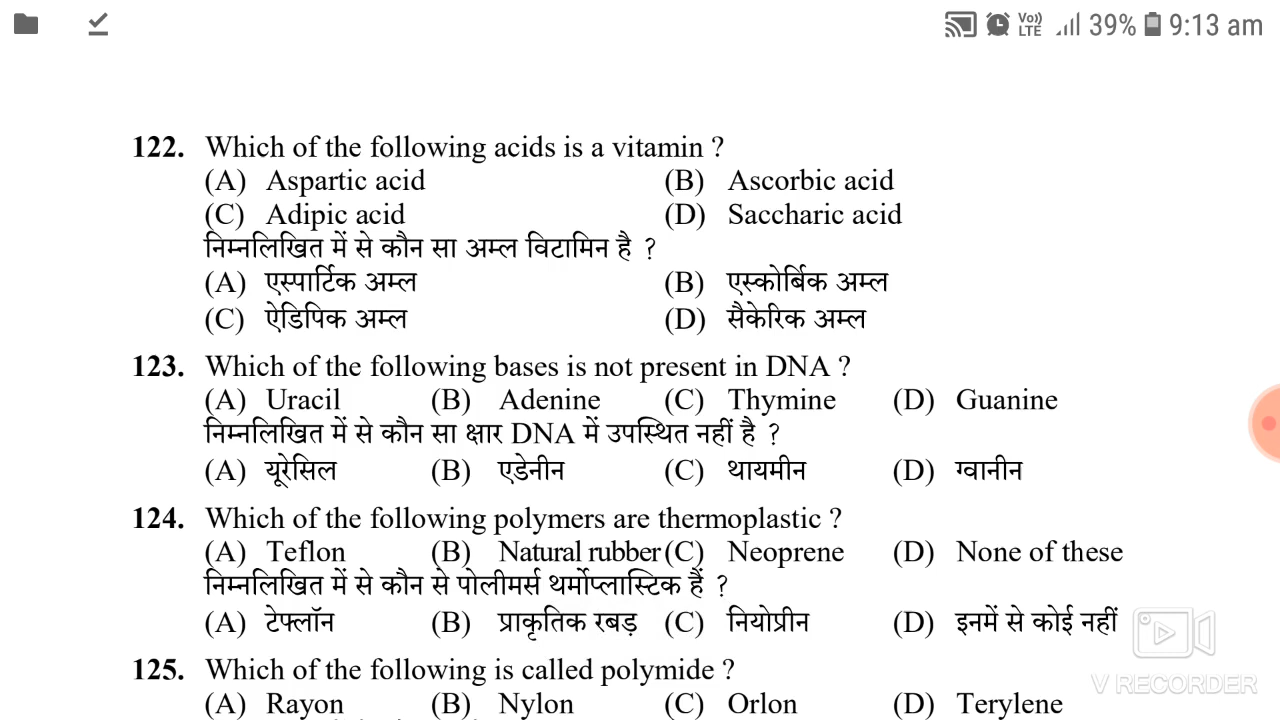 Vo)) LTE 39% 9:13 am
122. Which of the following acids is a vitamin ?
(A) Aspartic acid (B) Ascorbic acid
(C) Adipic acid (D) Saccharic acid
निम्नलिखित में से कौन सा अम्ल विटामिन है ?
(A) एस्पार्टिक अम्ल (B) एस्कोर्बिक अम्ल
(C) ऐडिपिक अम्ल (D) सैकेरिक अम्ल
123. Which of the following bases is not present in DNA ?
(A) Uracil (B) Adenine (C) Thymine (D) Guanine
निम्नलिखित में से कौन सा क्षार DNA में उपस्थित नहीं है ?
(A) यूरेसिल (B) एडेनीन (C) थायमीन (D) ग्वानीन
124. Which of the following polymers are thermoplastic ?
(A) Teflon (B) Natural rubber (C) Neoprene (D) None of these
निम्नलिखित में से कौन से पोलीमर्स थर्मोप्लास्टिक हैं ?
(A) टेफ्लॉन (B) प्राकृतिक रबड़ (C) नियोप्रीन (D) इनमें से कोई नहीं
125. Which of the following is called polymide ?
(A) Rayon (B) Nylon (C) Orlon (D) Terylene
V RECORDER